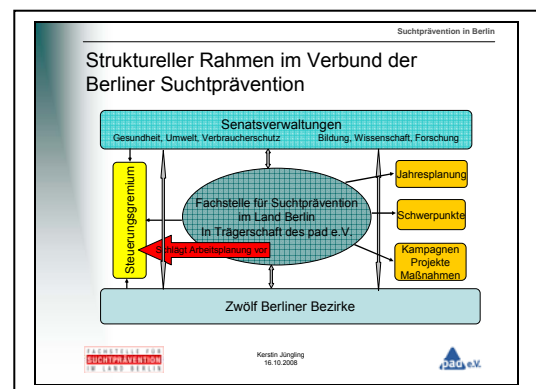 Suchtprävention in Berlin
Struktureller Rahmen im Verbund der
Berliner Suchtprävention
Senatsverwaltungen
Gesundheit, Umwelt, Verbraucherschutz Bildung, Wissenschaft, Forschung
Steuerungsgremium
Fachstelle für Suchtprävention
im Land Berlin
In Trägerschaft des pad e.V.
Schlägt Arbeitsplanung vor
Jahresplanung
Schwerpunkte
Kampagnen
Projekte
Maßnahmen
Zwölf Berliner Bezirke
FACHSTELLE FÜR
SUCHTPRÄVENTION
IM LAND BERLIN
Kerstin Jüngling
16.10.2008
pad e.V.